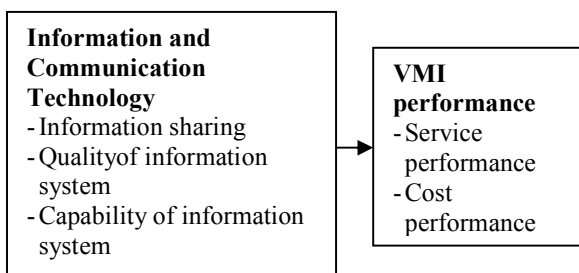 Information and
Communication
Technology
- Information sharing
- Qualityof information
system
- Capability of information
system
VMI
performance
- Service
performance
- Cost
performance